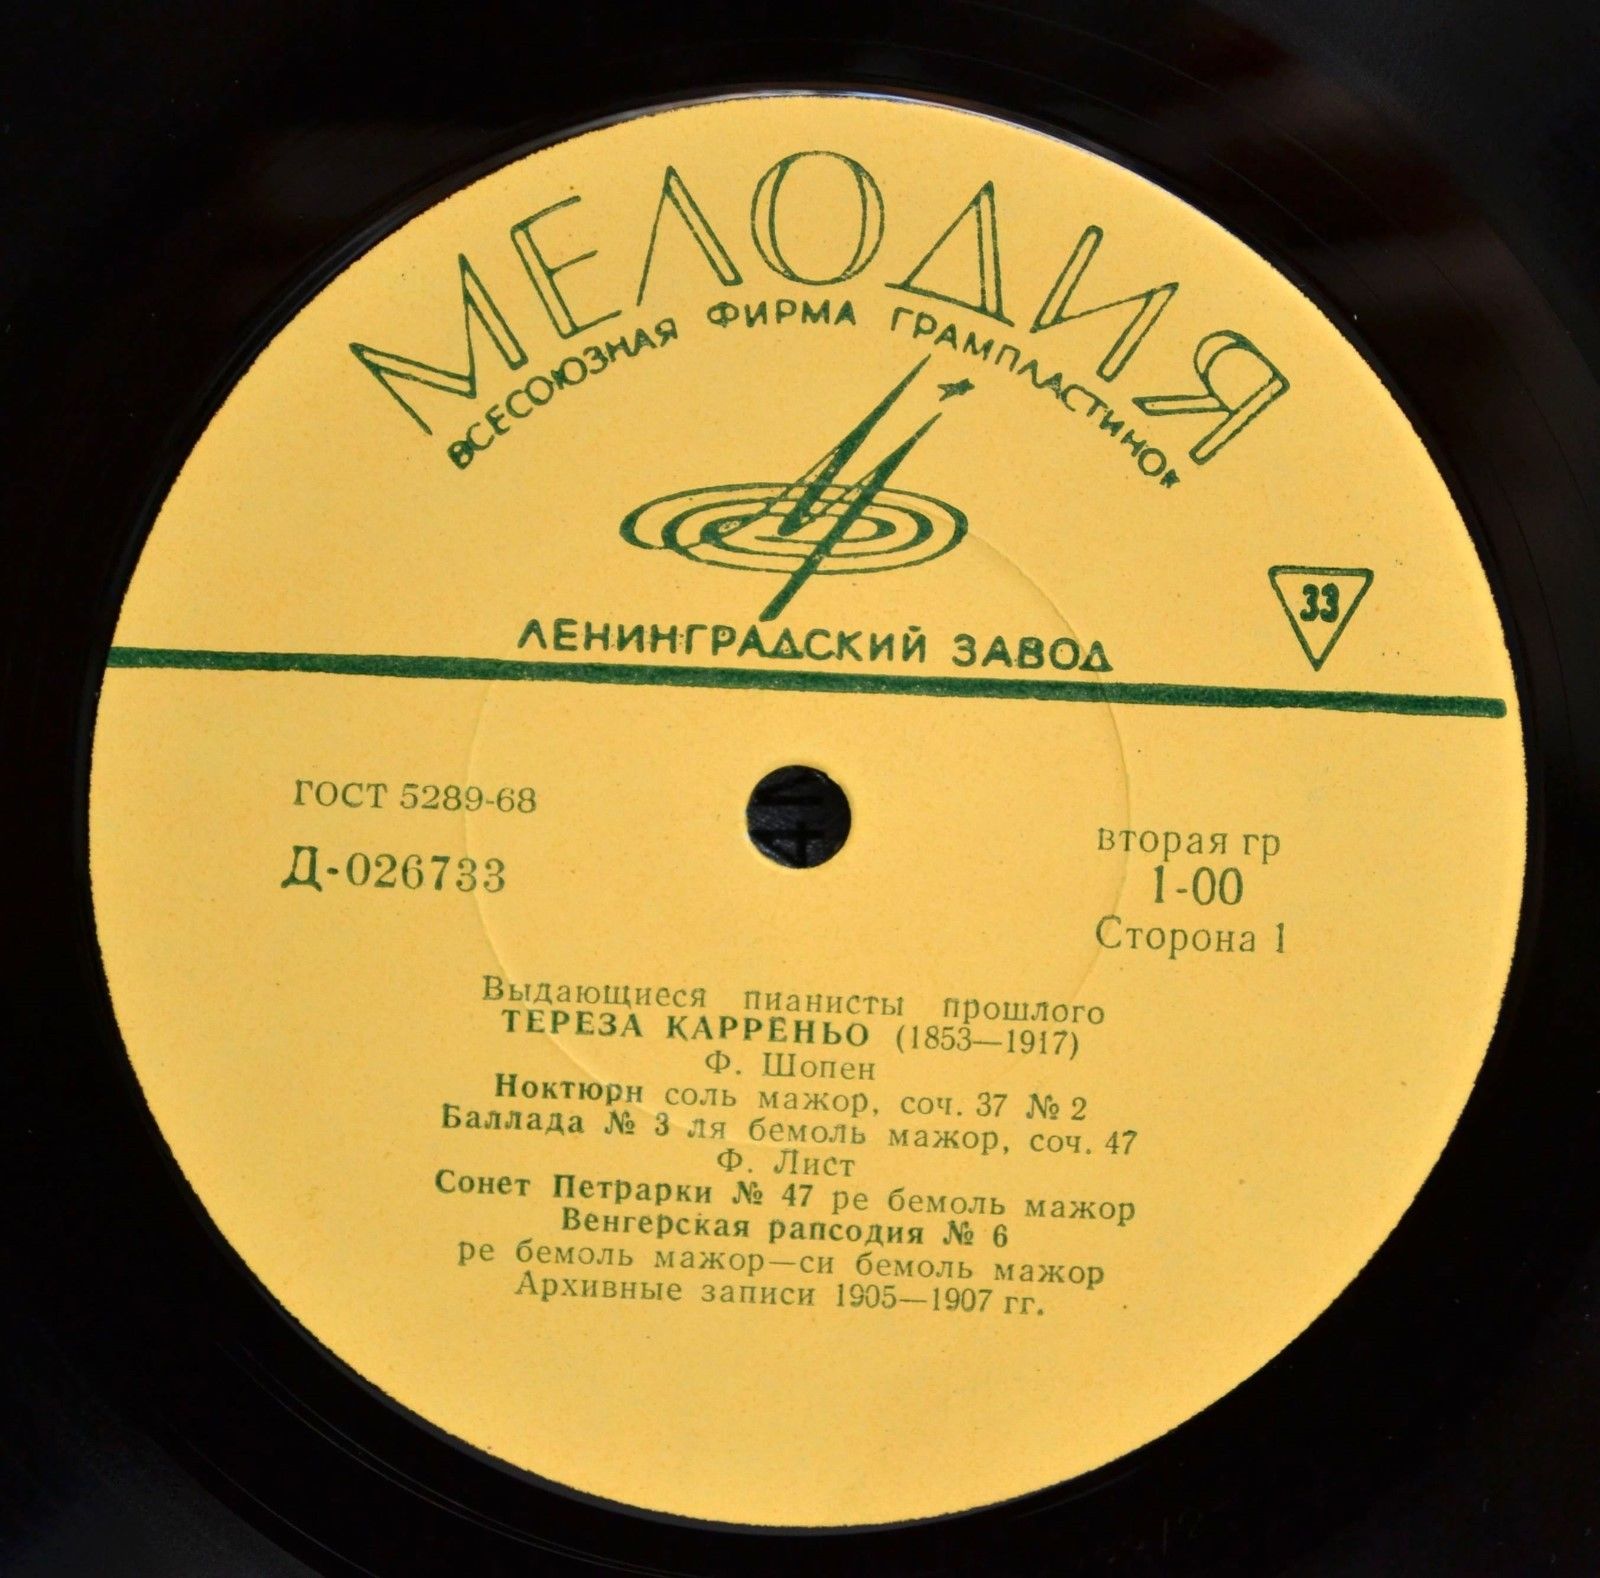 МЕЛОДИЯ
ВСЕСОЮЗНАЯ ФИРМА ГРАМПЛАСТИНОК
33
ЛЕНИНГРАДСКИЙ ЗАВОД
ГОСТ 5289-68
Д-026733
вторая гр
1-00
Сторона 1
Выдающиеся пианисты прошлого
ТЕРЕЗА КАРРЕНЬО (1853—1917)
Ф. Шопен
Ноктюрн соль мажор, соч. 37 № 2
Баллада № 3 ля бемоль мажор, соч. 47
Ф. Лист
Сонет Петрарки № 47 ре бемоль мажор
Венгерская рапсодия № 6
ре бемоль мажор—си бемоль мажор
Архивные записи 1905—1907 гг.